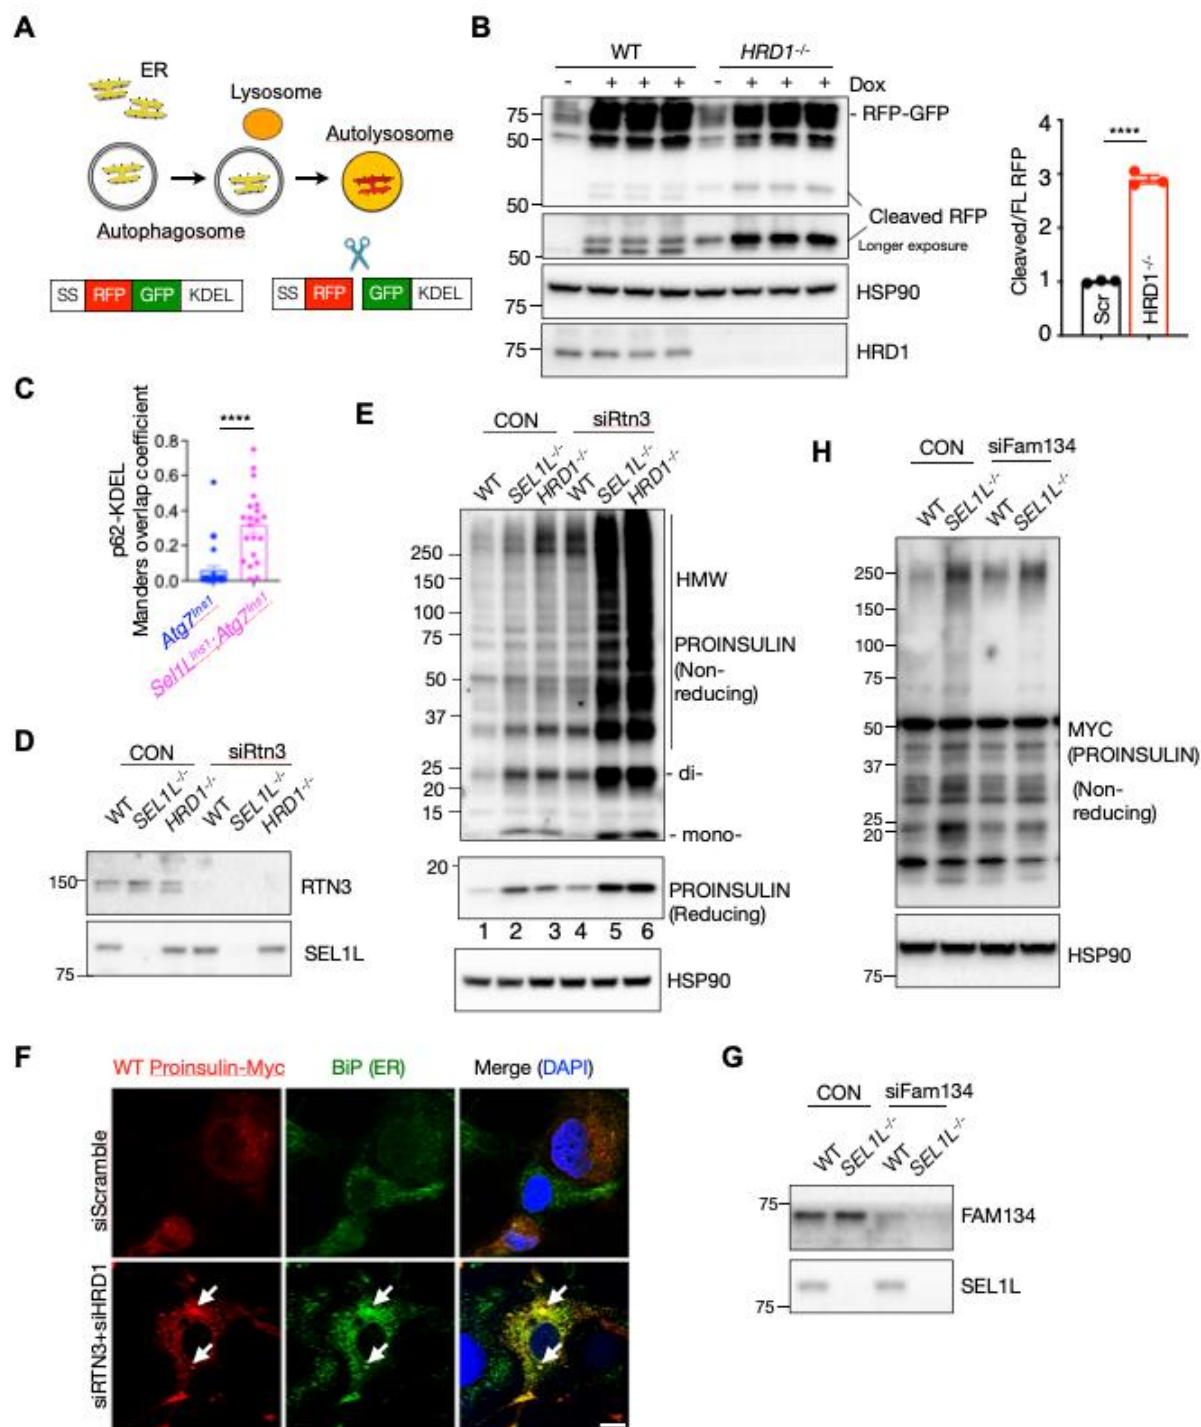 A
ER
Lysosome
Autolysosome
Autophagosome
SS RFP GFP KDEL
SS RFP GFP KDEL
B
WT HRD1-/-
- + + + - + + + Dox
75
50
50
- RFP-GFP
Cleaved RFP
Longer exposure
50
75
HSP90
75
HRD1
Cleaved/FL RFP
4
3
2
1
0
****
Scr
HRD1-/-
C
p62-KDEL
Manders overlap coefficient
0.8
0.6
0.4
0.2
0.0
****
Atg7Ins1
Sel1LIns1;Atg7Ins1
D
CON siRtn3
WT SEL1L-/- HRD1-/- WT SEL1L-/- HRD1-/-
150
RTN3
75
SEL1L
E
CON siRtn3
WT SEL1L-/- HRD1-/- WT SEL1L-/- HRD1-/-
250
150
100
75
50
37
25
20
15
HMW
PROINSULIN
(Non-
reducing)
- di-
- mono-
20
PROINSULIN
(Reducing)
1 2 3 4 5 6
HSP90
F
WT Proinsulin-Myc BiP (ER) Merge (DAPI)
siScramble
siRTN3+siHRD1
G
CON siFam134
WT SEL1L-/- WT SEL1L-/-
75
FAM134
75
SEL1L
H
CON siFam134
WT SEL1L-/- WT SEL1L-/-
250
150
100
75
50
37
25
20
MYC
(PROINSULIN)
(Non-
reducing)
75
HSP90